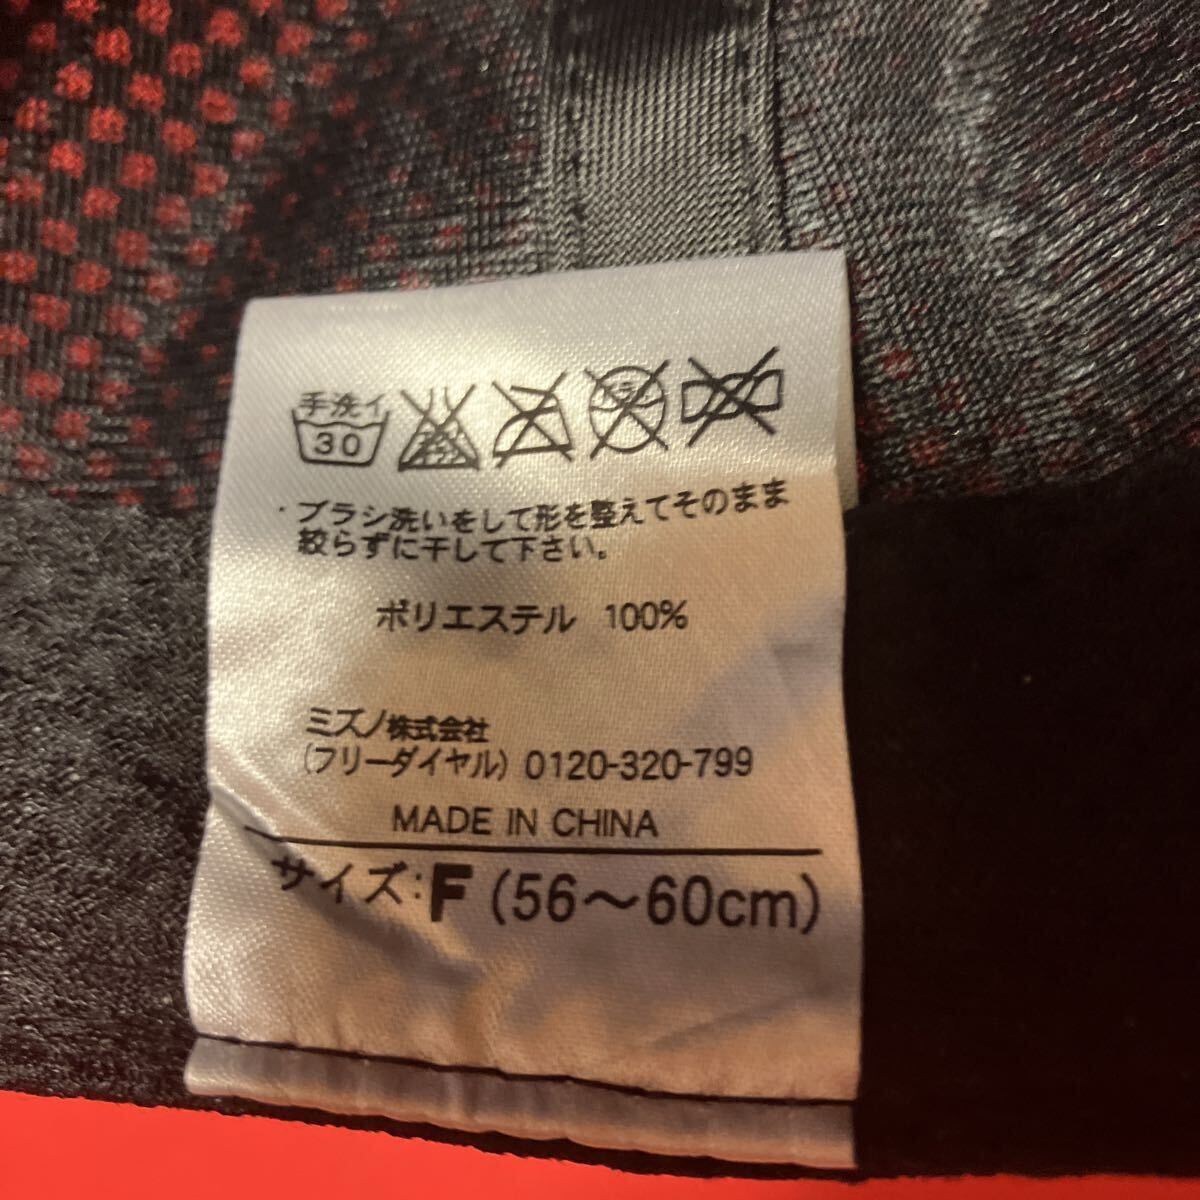 手洗イ
30
・ブラシ洗いをして形を整えてそのまま
絞らずに干して下さい。
ポリエステル 100%
ミズノ株式会社
(フリーダイヤル) 0120-320-799
MADE IN CHINA
サイズ:F (56～60cm)